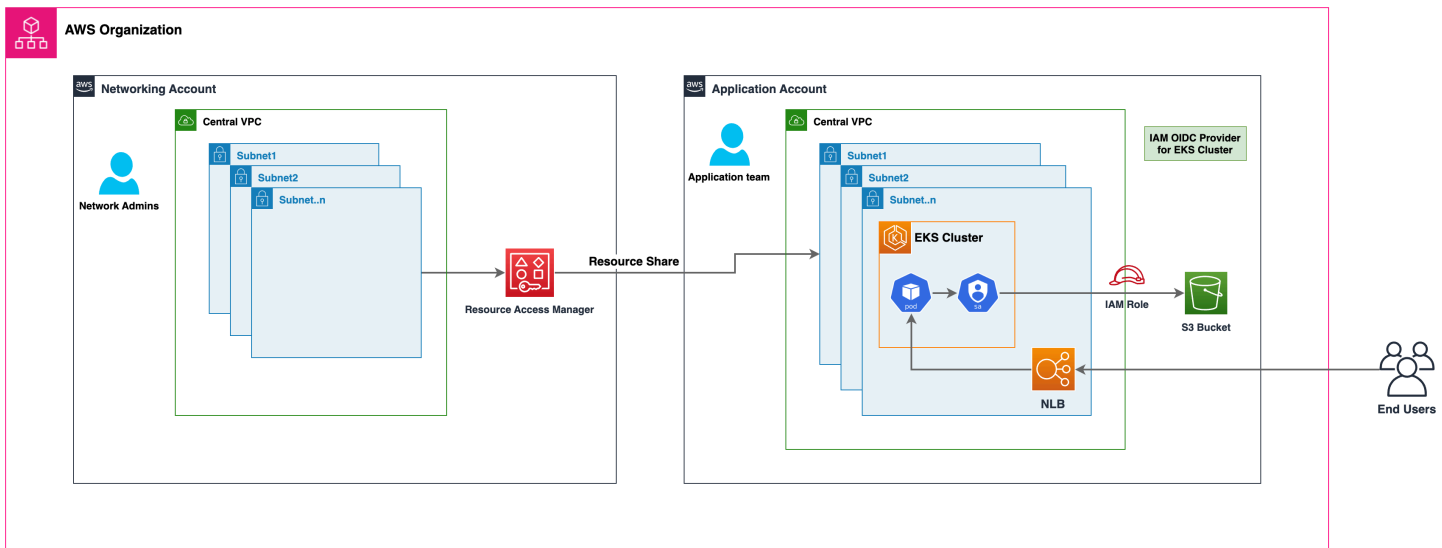 AWS Organization
aws
Networking Account
Central VPC
Subnet1
Subnet2
Subnet..n
Network Admins
Resource Access Manager
Resource Share
aws
Application Account
Central VPC
Application team
Subnet1
Subnet2
Subnet..n
EKS Cluster
K
pod
sa
NLB
IAM OIDC Provider
for EKS Cluster
IAM Role
S3 Bucket
End Users